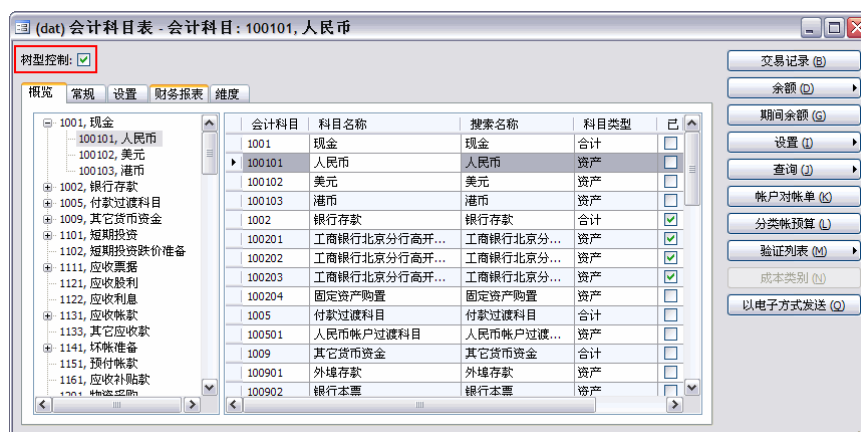 (dat) 会计科目表 - 会计科目: 100101, 人民币
树型控制:
概览 常规 设置 财务报表 维度
1001, 现金
100101, 人民币
100102, 美元
100103, 港币
1002, 银行存款
1005, 付款过渡科目
1009, 其它货币资金
1101, 短期投资
1102, 短期投资跌价准备
1111, 应收票据
1121, 应收股利
1122, 应收利息
1131, 应收帐款
1133, 其它应收款
1141, 坏帐准备
1151, 预付帐款
1161, 应收补贴款
1201, 物资采购
会计科目 科目名称 搜索名称 科目类型 已
1001 现金 现金 合计
100101 人民币 人民币 资产
100102 美元 美元 资产
100103 港币 港币 资产
1002 银行存款 银行存款 合计
100201 工商银行北京分行高开... 工商银行北京分... 资产
100202 工商银行北京分行高开... 工商银行北京分... 资产
100203 工商银行北京分行高开... 工商银行北京分... 资产
100204 固定资产购置 固定资产购置 资产
1005 付款过渡科目 付款过渡科目 合计
100501 人民币帐户过渡科目 人民币帐户过渡... 资产
1009 其它货币资金 其它货币资金 合计
100901 外埠存款 外埠存款 资产
100902 银行本票 银行本票 资产
交易记录 (B)
余额 (D)
期间余额 (G)
设置 (I)
查询 (J)
帐户对帐单 (K)
分类帐预算 (L)
验证列表 (M)
成本类别 (N)
以电子方式发送 (O)